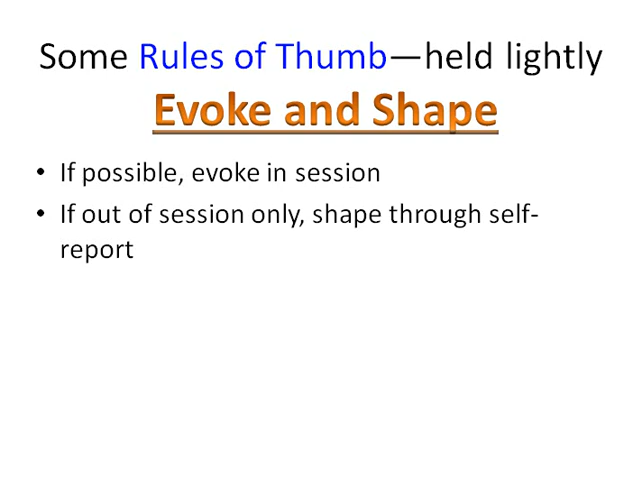 Some Rules of Thumb—held lightly
Evoke and Shape
• If possible, evoke in session
• If out of session only, shape through self-
report